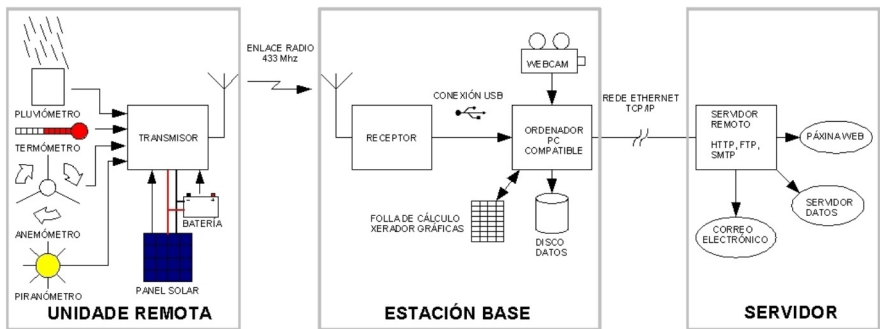 PLUVIÓMETRO
TERMÓMETRO
ANEMÓMETRO
PIRANÓMETRO
TRANSMISOR
BATERÍA
PANEL SOLAR
UNIDADE REMOTA
ENLACE RADIO
433 Mhz
RECEPTOR
CONEXIÓN USB
WEBCAM
ORDENADOR
PC
COMPATIBLE
FOLLA DE CÁLCULO
XERADOR GRÁFICAS
DISCO
DATOS
ESTACIÓN BASE
REDE ETHERNET
TCP/IP
SERVIDOR
REMOTO
HTTP, FTP,
SMTP
PÁXINA WEB
SERVIDOR
DATOS
CORREO
ELECTRÓNICO
SERVIDOR